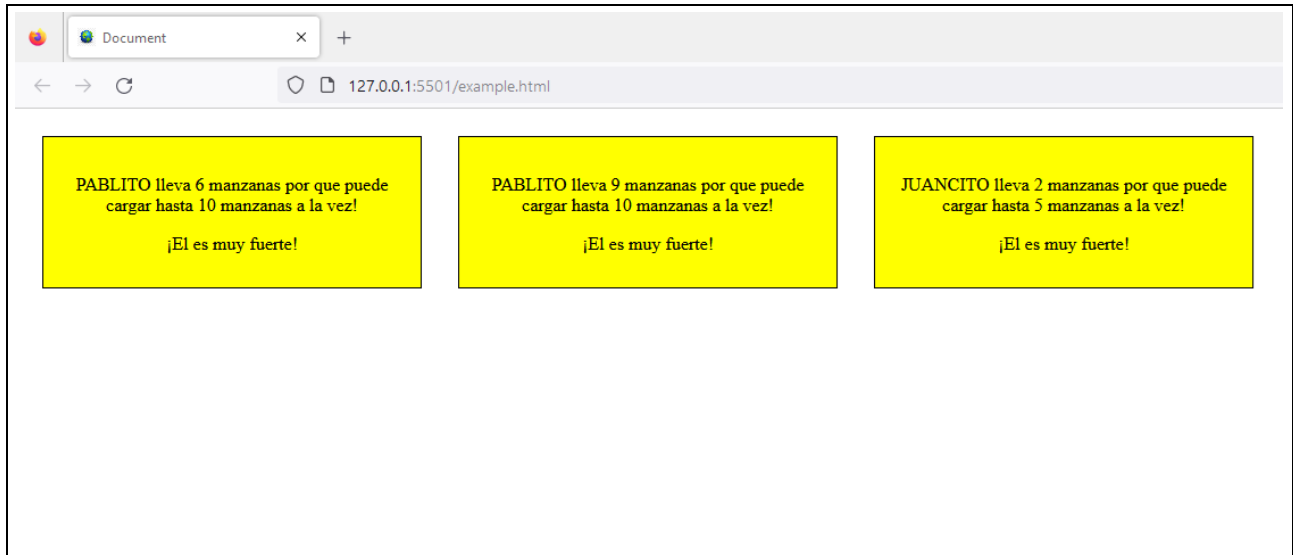 Document
127.0.0.1:5501/example.html
PABLITO lleva 6 manzanas por que puede
cargar hasta 10 manzanas a la vez!
¡El es muy fuerte!
PABLITO lleva 9 manzanas por que puede
cargar hasta 10 manzanas a la vez!
¡El es muy fuerte!
JUANCITO lleva 2 manzanas por que puede
cargar hasta 5 manzanas a la vez!
¡El es muy fuerte!